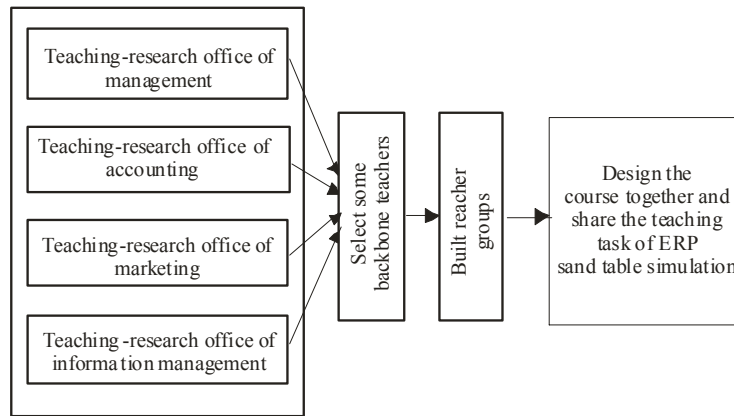 Teaching-research office of
management
Teaching-research office of
accounting
Teaching-research office of
marketing
Teaching-research office of
information management
Select some
backbone teachers
Built reacher
groups
Design the
course together and
share the teaching
task of ERP
sand table simulation